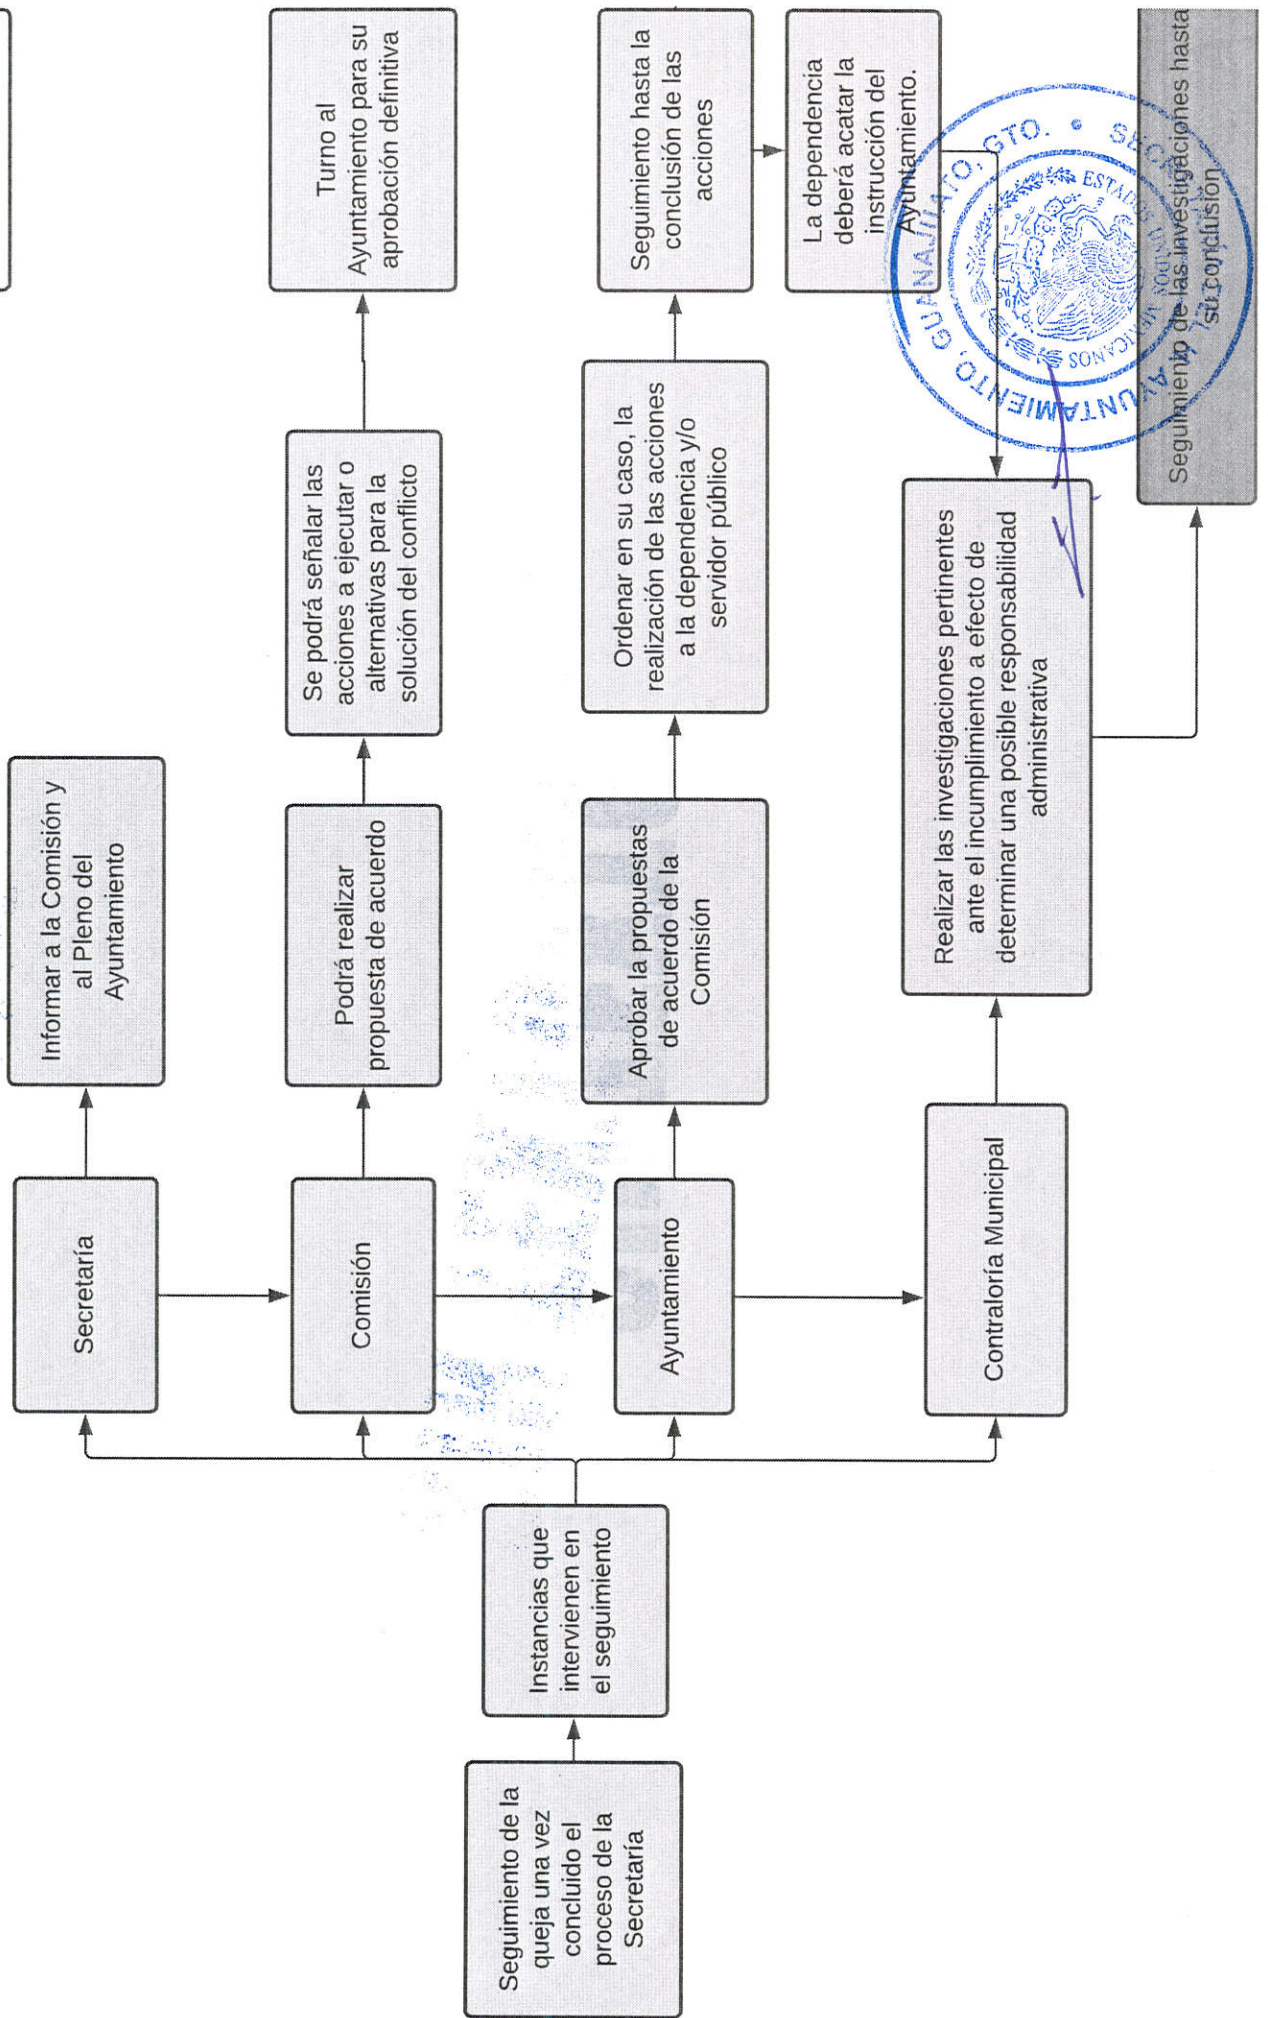 Seguimiento de la
queja una vez
concluido el
proceso de la
Secretaría
Instancias que
intervienen en
el seguimiento
Secretaría
Informar a la Comisión y
al Pleno del
Ayuntamiento
Comisión
Podrá realizar
propuesta de acuerdo
Se podrá señalar las
acciones a ejecutar o
alternativas para la
solución del conflicto
Turno al
Ayuntamiento para su
aprobación definitiva
Ayuntamiento
Aprobar la propuestas
de acuerdo de la
Comisión
Ordenar en su caso, la
realización de las acciones
a la dependencia y/o
servidor público
Seguimiento hasta la
conclusión de las
acciones
La dependencia
deberá acatar la
instrucción del
Ayuntamiento.
Contraloría Municipal
Realizar las investigaciones pertinentes
ante el incumplimiento a efecto de
determinar una posible responsabilidad
administrativa
Seguimiento de las investigaciones hasta
su conclusión
AYUNTAMIENTO, GUANAJUATO, GTO.
ESTADOS UNIDOS MEXICANOS